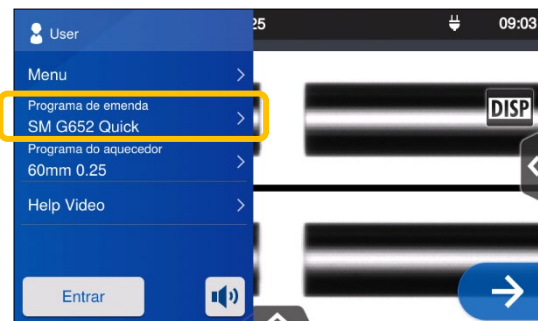 User
25
09:03
Menu
Programa de emenda
SM G652 Quick
DISP
Programa do aquecedor
60mm 0.25
Help Video
Entrar